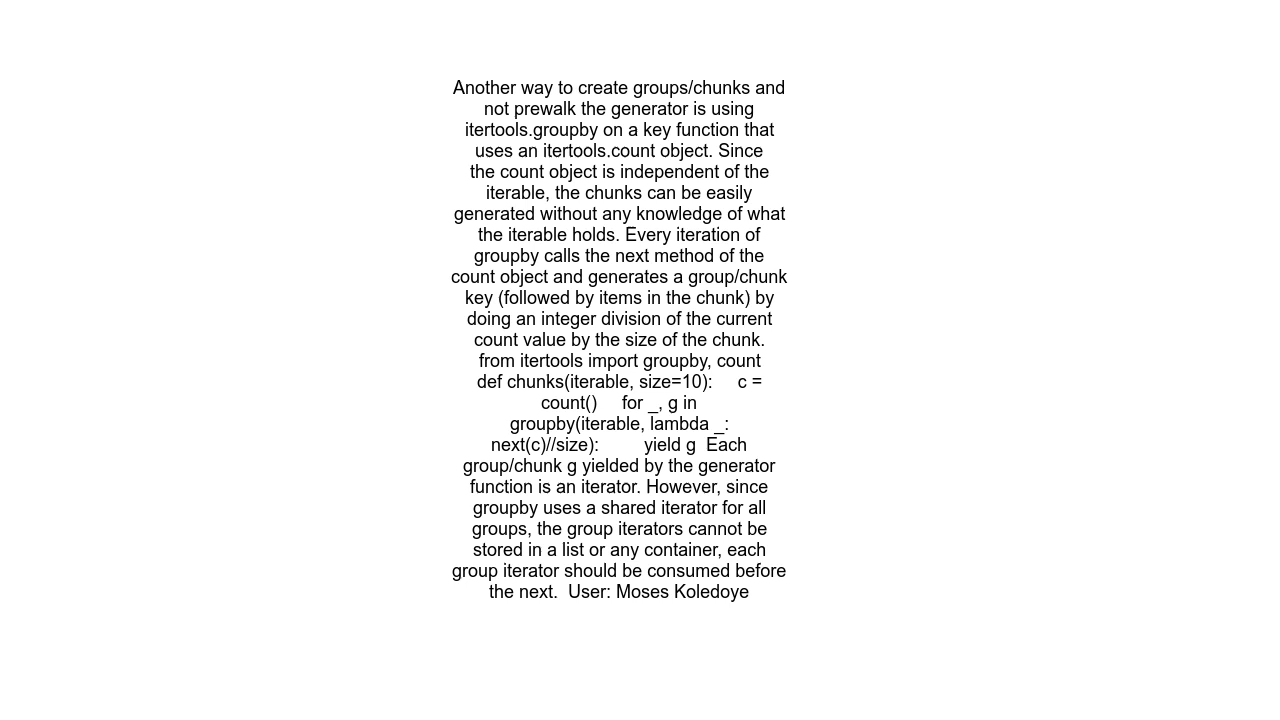 Another way to create groups/chunks and
not prewalk the generator is using
itertools.groupby on a key function that
uses an itertools.count object. Since
the count object is independent of the
iterable, the chunks can be easily
generated without any knowledge of what
the iterable holds. Every iteration of
groupby calls the next method of the
count object and generates a group/chunk
key (followed by items in the chunk) by
doing an integer division of the current
count value by the size of the chunk.
from itertools import groupby, count
def chunks(iterable, size=10):     c =
count()     for _, g in
groupby(iterable, lambda _:
next(c)//size):         yield g  Each
group/chunk g yielded by the generator
function is an iterator. However, since
groupby uses a shared iterator for all
groups, the group iterators cannot be
stored in a list or any container, each
group iterator should be consumed before
the next.  User: Moses Koledoye